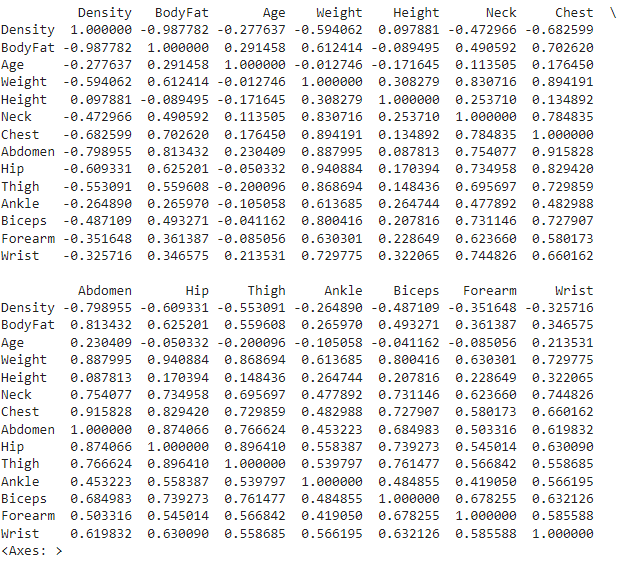 Density BodyFat Age Weight Height Neck Chest \
Density 1.000000 -0.987782 -0.277637 -0.594062 0.097881 -0.472966 -0.682599
BodyFat -0.987782 1.000000 0.291458 0.612414 -0.089495 0.490592 0.702620
Age -0.277637 0.291458 1.000000 -0.012746 -0.171645 0.113505 0.176450
Weight -0.594062 0.612414 -0.012746 1.000000 0.308279 0.830716 0.894191
Height 0.097881 -0.089495 -0.171645 0.308279 1.000000 0.253710 0.134892
Neck -0.472966 0.490592 0.113505 0.830716 0.253710 1.000000 0.784835
Chest -0.682599 0.702620 0.176450 0.894191 0.134892 0.784835 1.000000
Abdomen -0.798955 0.813432 0.230409 0.887995 0.087813 0.754077 0.915828
Hip -0.609331 0.625201 -0.050332 0.940884 0.170394 0.734958 0.829420
Thigh -0.553091 0.559608 -0.200096 0.868694 0.148436 0.695697 0.729859
Ankle -0.264890 0.265970 -0.105058 0.613685 0.264744 0.477892 0.482988
Biceps -0.487109 0.493271 -0.041162 0.800416 0.207816 0.731146 0.727907
Forearm -0.351648 0.361387 -0.085056 0.630301 0.228649 0.623660 0.580173
Wrist -0.325716 0.346575 0.213531 0.729775 0.322065 0.744826 0.660162
Abdomen Hip Thigh Ankle Biceps Forearm Wrist
Density -0.798955 -0.609331 -0.553091 -0.264890 -0.487109 -0.351648 -0.325716
BodyFat 0.813432 0.625201 0.559608 0.265970 0.493271 0.361387 0.346575
Age 0.230409 -0.050332 -0.200096 -0.105058 -0.041162 -0.085056 0.213531
Weight 0.887995 0.940884 0.868694 0.613685 0.800416 0.630301 0.729775
Height 0.087813 0.170394 0.148436 0.264744 0.207816 0.228649 0.322065
Neck 0.754077 0.734958 0.695697 0.477892 0.731146 0.623660 0.744826
Chest 0.915828 0.829420 0.729859 0.482988 0.727907 0.580173 0.660162
Abdomen 1.000000 0.874066 0.766624 0.453223 0.684983 0.503316 0.619832
Hip 0.874066 1.000000 0.896410 0.558387 0.739273 0.545014 0.630090
Thigh 0.766624 0.896410 1.000000 0.539797 0.761477 0.566842 0.558685
Ankle 0.453223 0.558387 0.539797 1.000000 0.484855 0.419050 0.566195
Biceps 0.684983 0.739273 0.761477 0.484855 1.000000 0.678255 0.632126
Forearm 0.503316 0.545014 0.566842 0.419050 0.678255 1.000000 0.585588
Wrist 0.619832 0.630090 0.558685 0.566195 0.632126 0.585588 1.000000
<Axes: >